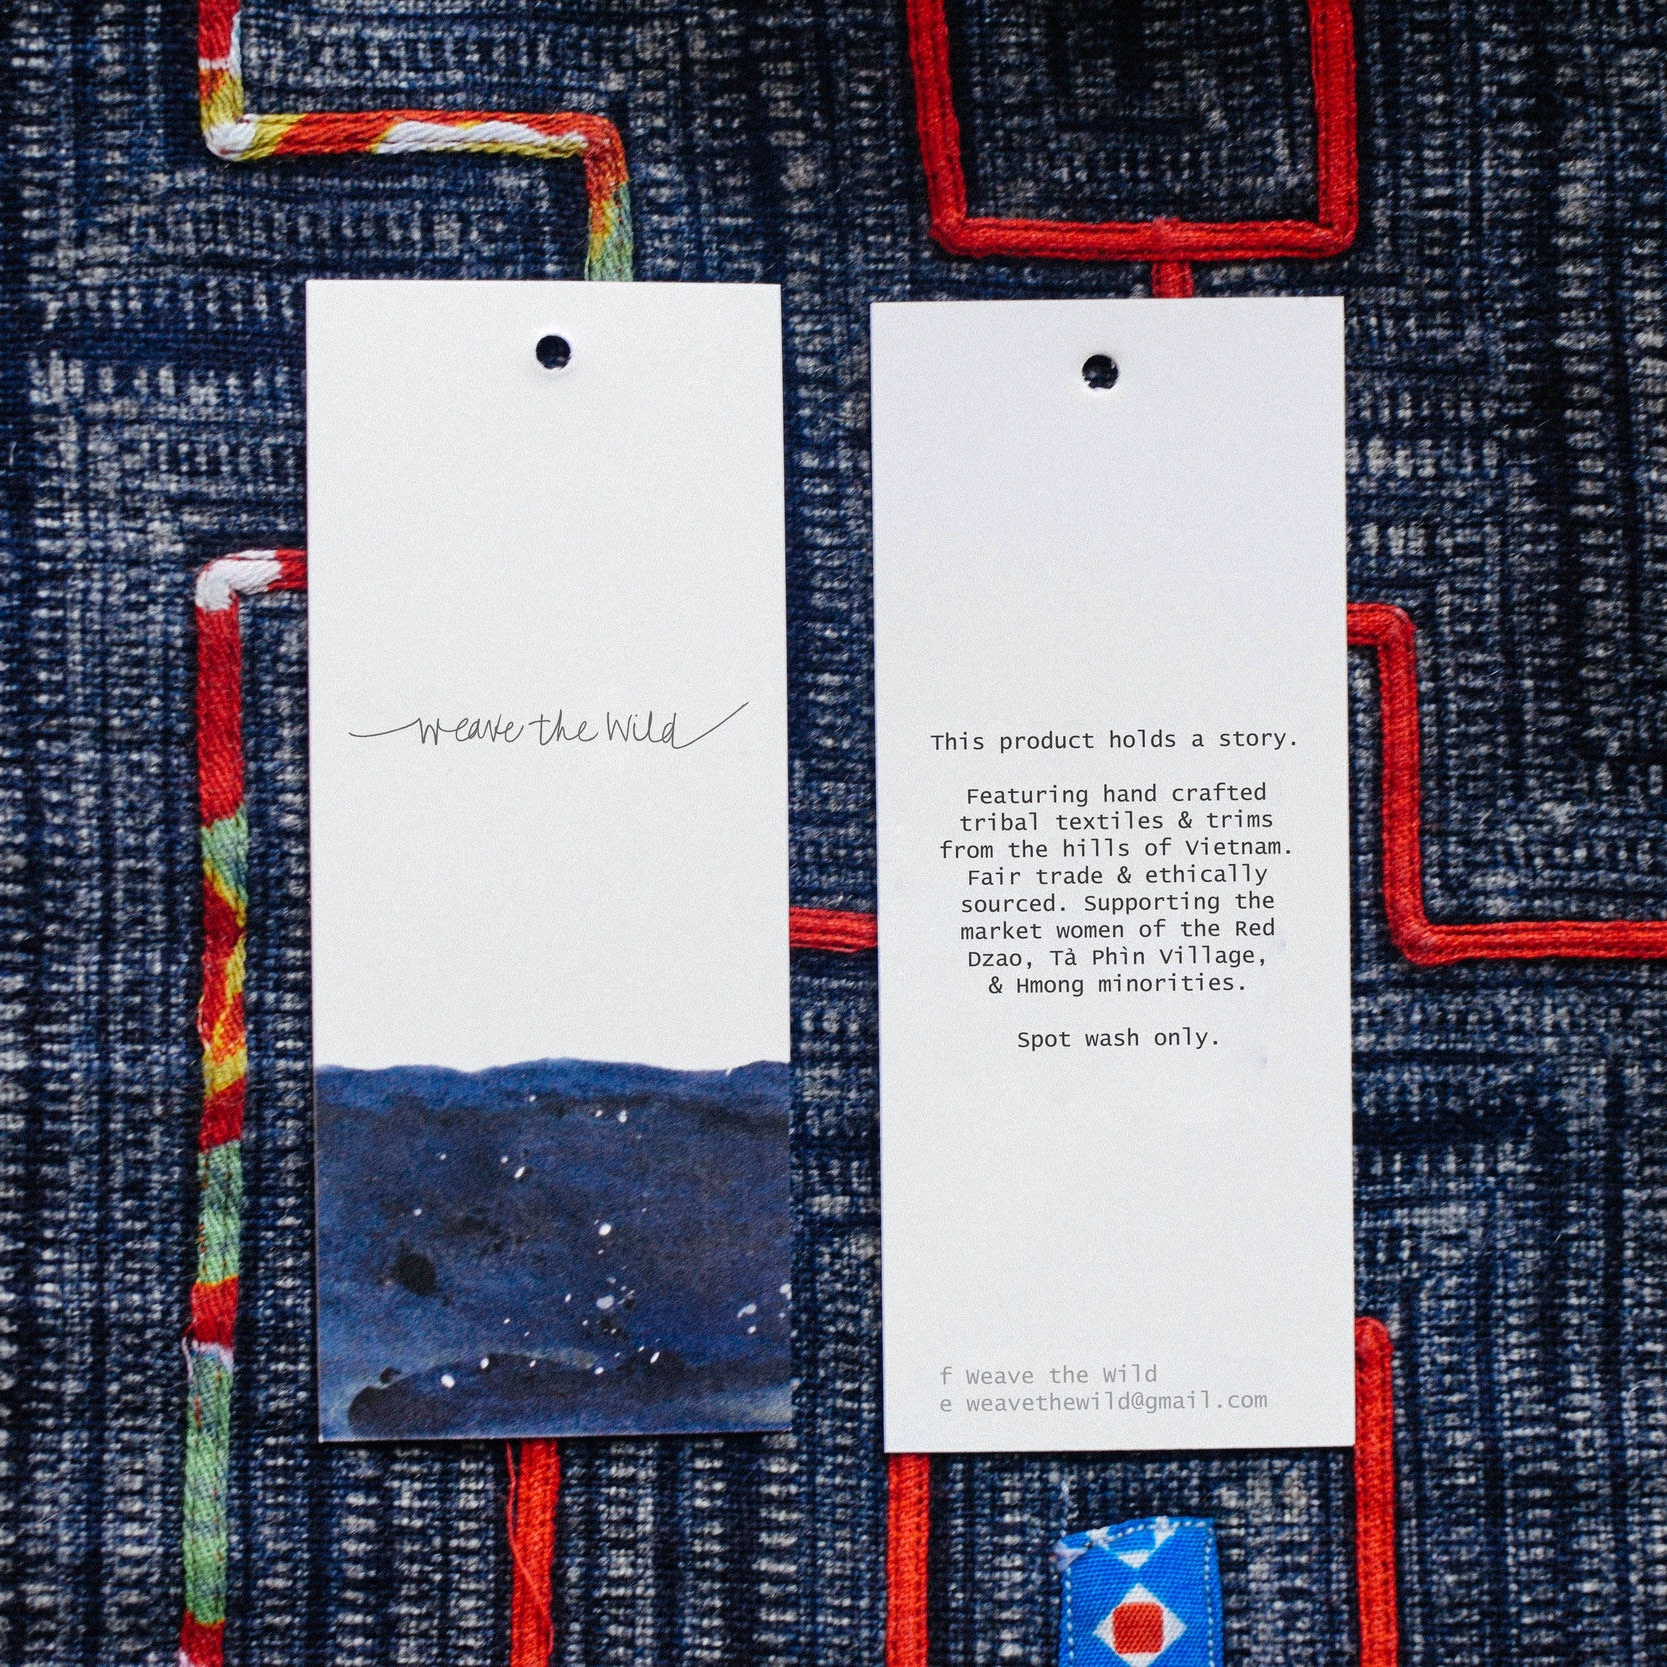 weave the Wild
This product holds a story.
Featuring hand crafted
tribal textiles & trims
from the hills of Vietnam.
Fair trade & ethically
sourced. Supporting the
market women of the Red
Dzao, Tả Phìn Village,
& Hmong minorities.
Spot wash only.
f Weave the Wild
e weavethewild@gmail.com